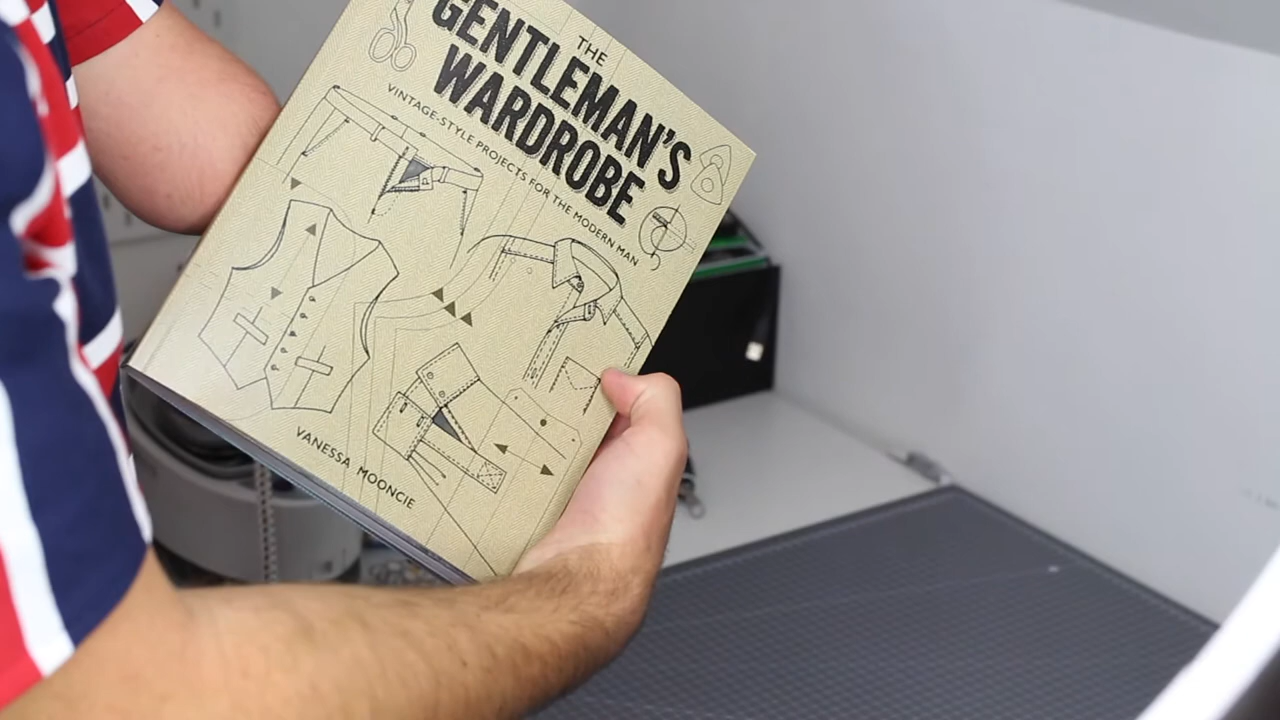 THE
GENTLEMAN'S
WARDROBE
VINTAGE-STYLE PROJECTS FOR THE MODERN MAN
VANESSA MOONCIE